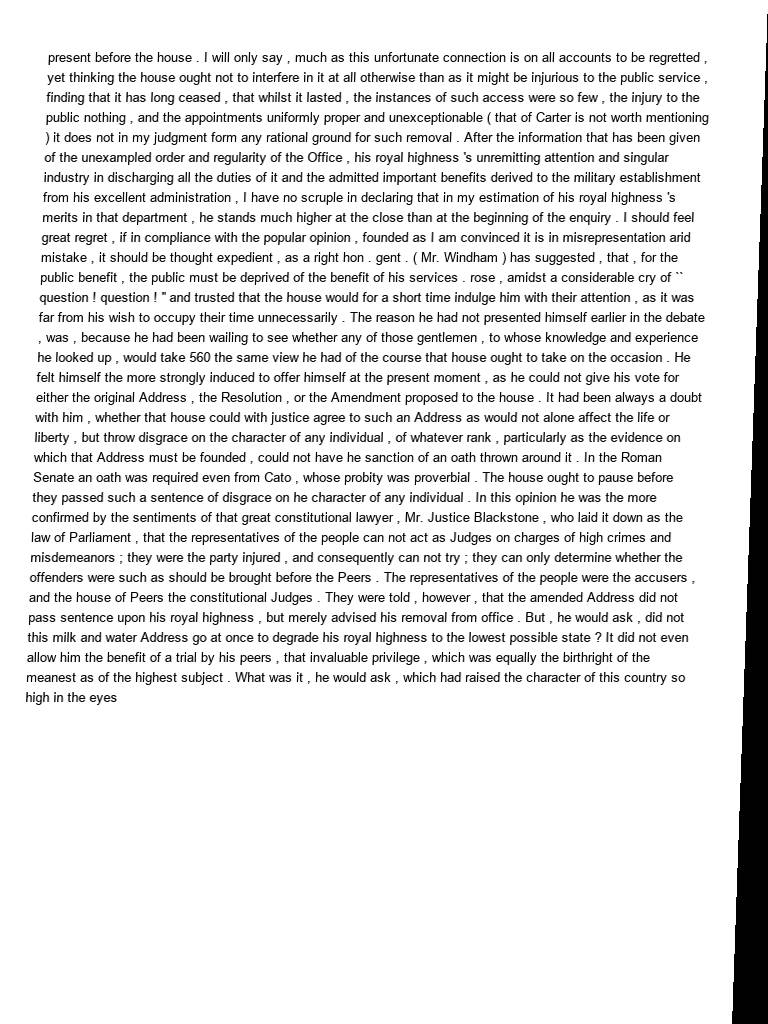 present before the house . I will only say , much as this unfortunate connection is on all accounts to be regretted ,
yet thinking the house ought not to interfere in it at all otherwise than as it might be injurious to the public service ,
finding that it has long ceased , that whilst it lasted , the instances of such access were so few , the injury to the
public nothing , and the appointments uniformly proper and unexceptionable ( that of Carter is not worth mentioning
) it does not in my judgment form any rational ground for such removal . After the information that has been given
of the unexampled order and regularity of the Office , his royal highness 's unremitting attention and singular
industry in discharging all the duties of it and the admitted important benefits derived to the military establishment
from his excellent administration , I have no scruple in declaring that in my estimation of his royal highness 's
merits in that department , he stands much higher at the close than at the beginning of the enquiry . I should feel
great regret , if in compliance with the popular opinion , founded as I am convinced it is in misrepresentation arid
mistake , it should be thought expedient , as a right hon . gent . ( Mr. Windham ) has suggested , that , for the
public benefit , the public must be deprived of the benefit of his services . rose , amidst a considerable cry of ``
question ! question ! " and trusted that the house would for a short time indulge him with their attention , as it was
far from his wish to occupy their time unnecessarily . The reason he had not presented himself earlier in the debate
, was , because he had been wailing to see whether any of those gentlemen , to whose knowledge and experience
he looked up , would take 560 the same view he had of the course that house ought to take on the occasion . He
felt himself the more strongly induced to offer himself at the present moment , as he could not give his vote for
either the original Address , the Resolution , or the Amendment proposed to the house . It had been always a doubt
with him , whether that house could with justice agree to such an Address as would not alone affect the life or
liberty , but throw disgrace on the character of any individual , of whatever rank , particularly as the evidence on
which that Address must be founded , could not have he sanction of an oath thrown around it . In the Roman
Senate an oath was required even from Cato , whose probity was proverbial . The house ought to pause before
they passed such a sentence of disgrace on he character of any individual . In this opinion he was the more
confirmed by the sentiments of that great constitutional lawyer , Mr. Justice Blackstone , who laid it down as the
law of Parliament , that the representatives of the people can not act as Judges on charges of high crimes and
misdemeanors ; they were the party injured , and consequently can not try ; they can only determine whether the
offenders were such as should be brought before the Peers . The representatives of the people were the accusers ,
and the house of Peers the constitutional Judges . They were told , however , that the amended Address did not
pass sentence upon his royal highness , but merely advised his removal from office . But , he would ask , did not
this milk and water Address go at once to degrade his royal highness to the lowest possible state ? It did not even
allow him the benefit of a trial by his peers , that invaluable privilege , which was equally the birthright of the
meanest as of the highest subject . What was it , he would ask , which had raised the character of this country so
high in the eyes